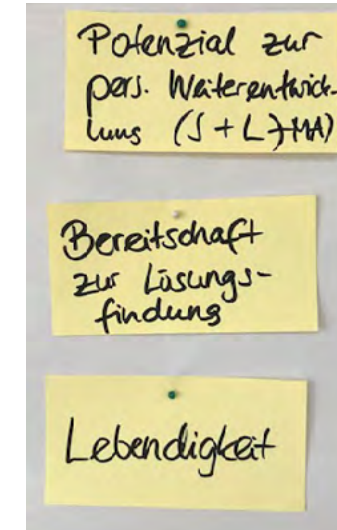 Potenzial zur
pers. Weiterentwick-
lung (S + L)-MA)
Bereitschaft
zur Lösungs-
findung
Lebendigkeit